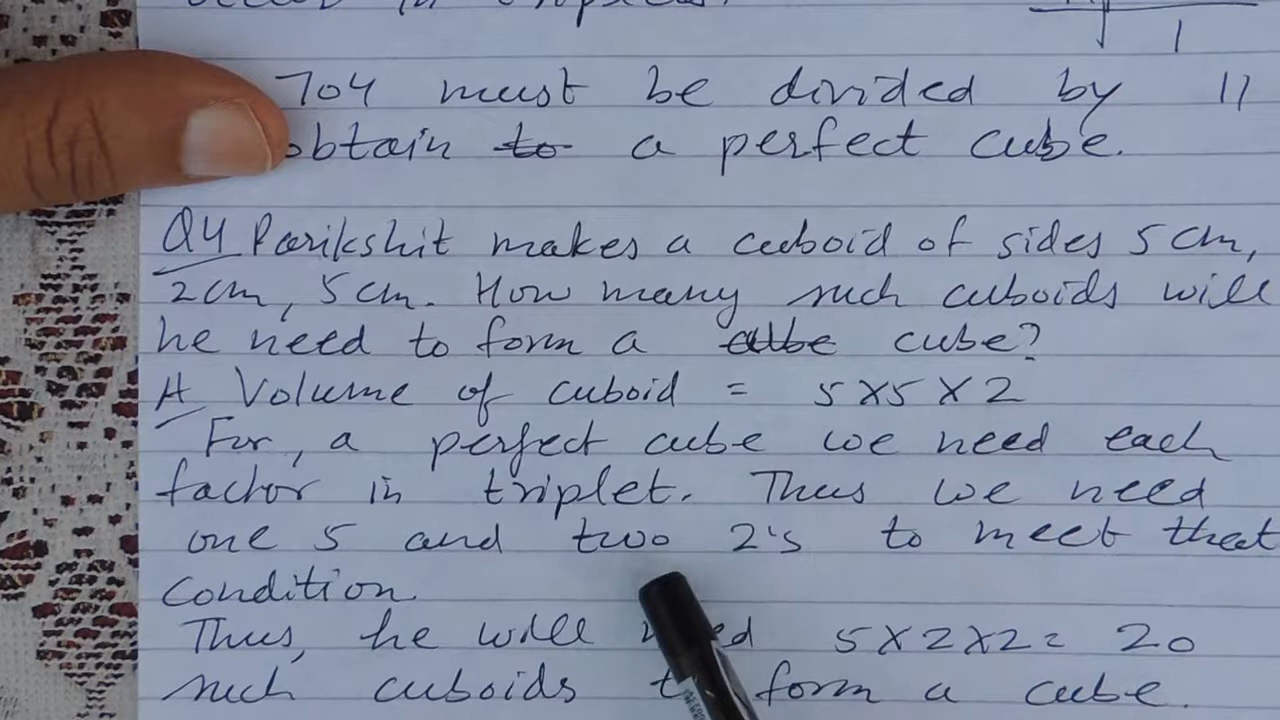 704 must be divided by 11
obtain to a perfect cube.
1
Q4 Parikshit makes a cuboid of sides 5 cm,
2 cm, 5 cm. How many such cuboids will
he need to form a cube cube?
A Volume of cuboid = 5 X 5 X 2
For, a perfect cube we need each
factor in triplet. Thus we need
one 5 and two 2's to meet that
condition.
Thus, he will need 5 X 2 X 2 = 20
such cuboids form a cube.